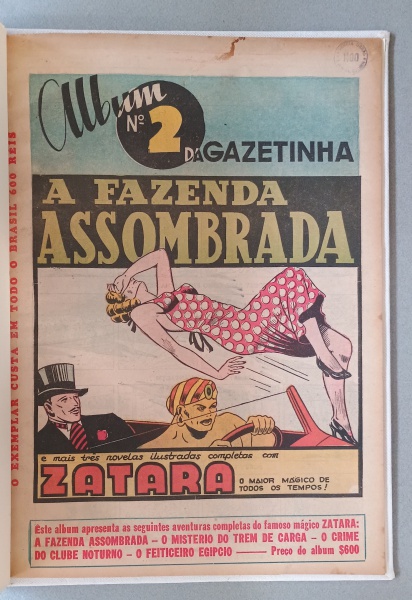 Album
Nº 2
DA GAZETINHA
A FAZENDA
ASSOMBRADA
e mais três novelas ilustradas completas com
ZATARA
O MAIOR MÁGICO DE
TODOS OS TEMPOS!
Este album apresenta as seguintes aventuras completas do famoso mágico ZATARA:
A FAZENDA ASSOMBRADA – O MISTERIO DO TREM DE CARGA – O CRIME
DO CLUBE NOTURNO – O FEITICEIRO EGIPCIO —— Preço do album $600
O EXEMPLAR CUSTA EM TODO O BRASIL 600 REIS